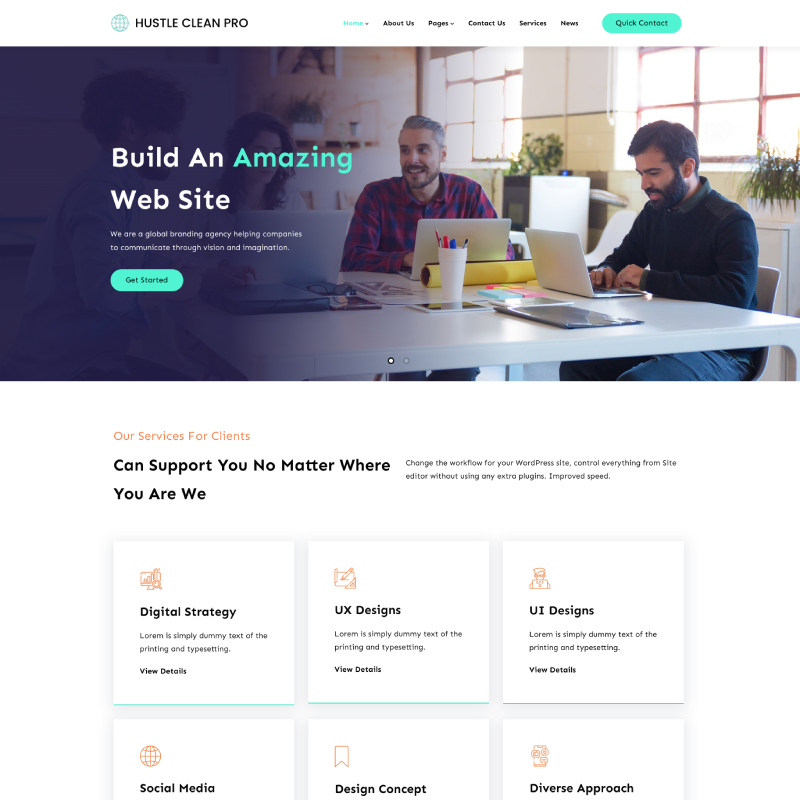 HUSTLE CLEAN PRO
Home
About Us
Pages
Contact Us
Services
News
Quick Contact
Build An Amazing
Web Site
We are a global branding agency helping companies
to communicate through vision and imagination.
Get Started
Our Services For Clients
Can Support You No Matter Where
You Are We
Change the workflow for your WordPress site, control everything from Site
editor without using any extra plugins. Improved speed.
Digital Strategy
Lorem is simply dummy text of the
printing and typesetting.
View Details
UX Designs
Lorem is simply dummy text of the
printing and typesetting.
View Details
UI Designs
Lorem is simply dummy text of the
printing and typesetting.
View Details
Social Media
Design Concept
Diverse Approach